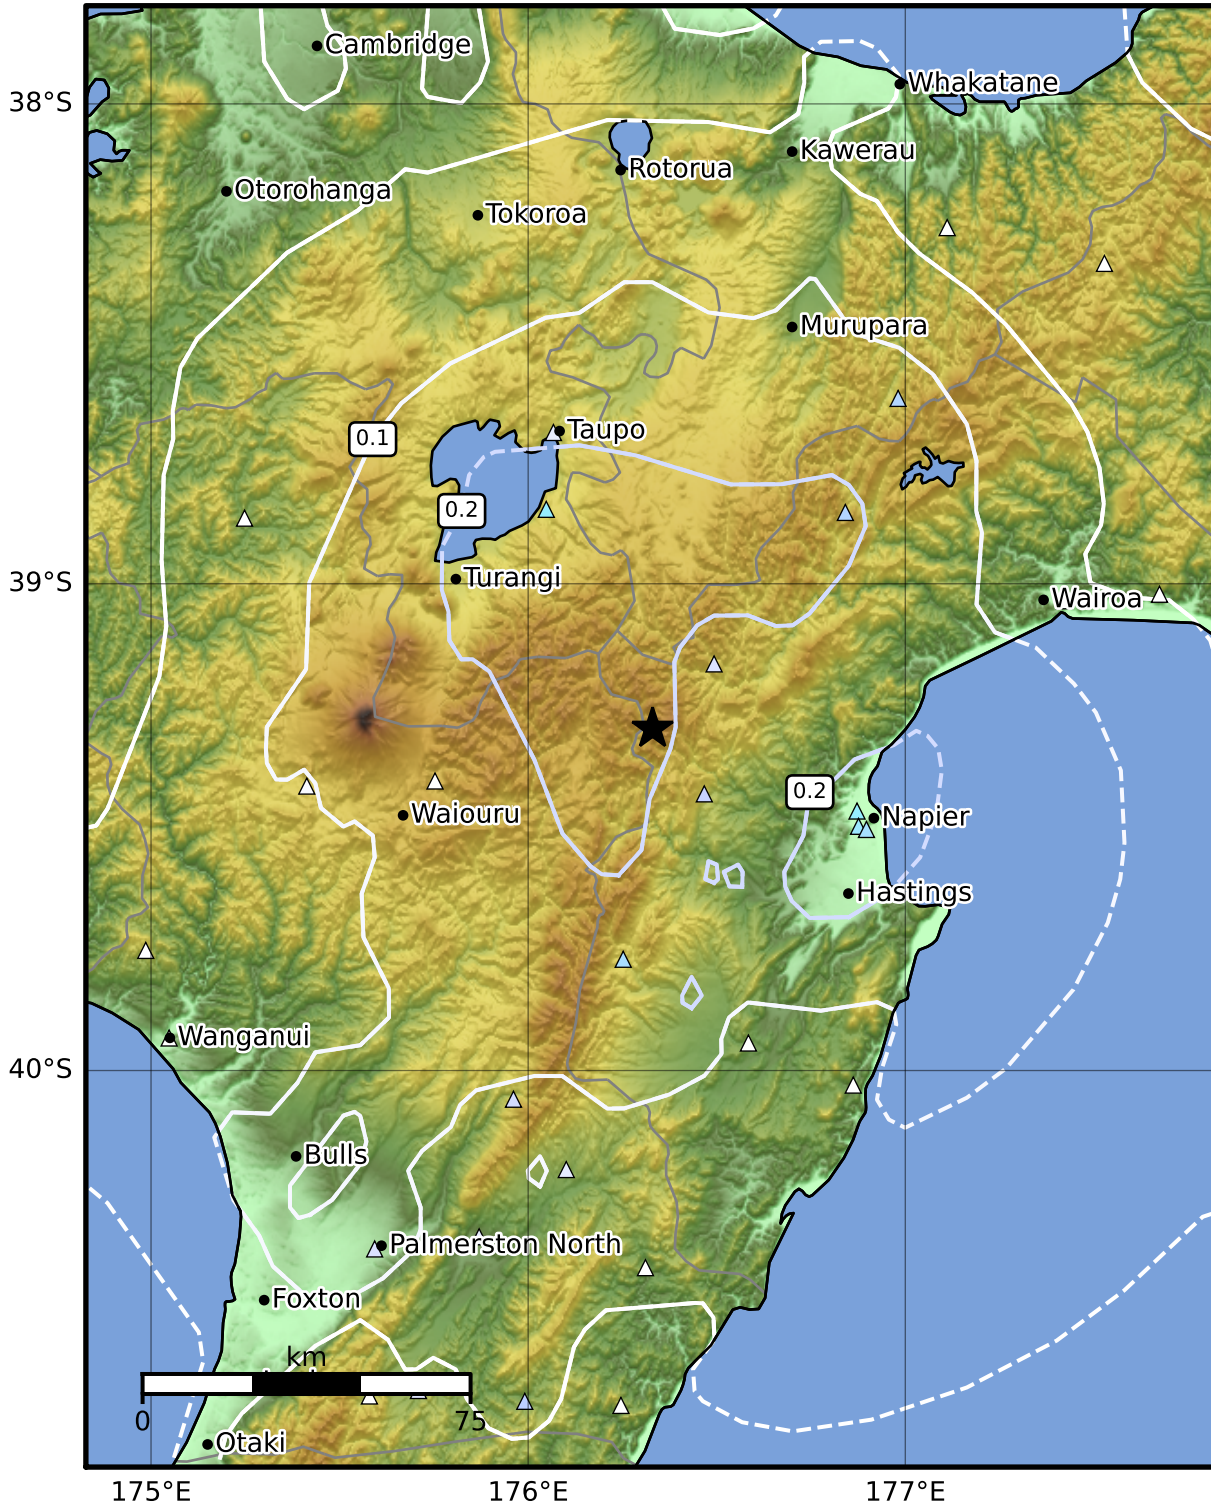 Cambridge
Whakatane
38°S
Kawerau
Rotorua
Otorohanga
Tokoroa
Murupara
0.1
Taupo
0.2
Turangi
39°S
Wairoa
0.2
Waiouru
Napier
Hastings
Wanganui
40°S
Bulls
Palmerston North
Foxton
km
0
75
Otaki
175°E
176°E
177°E